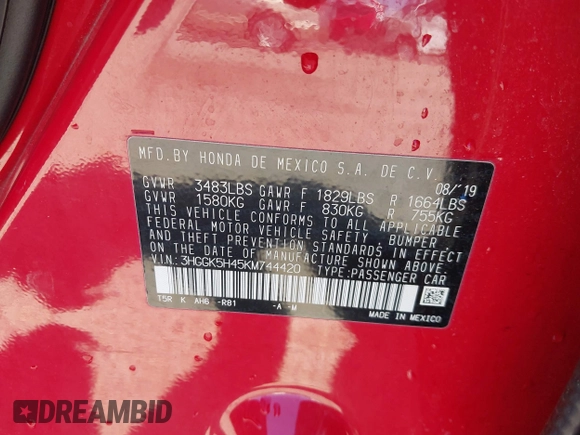 MFD.BY HONDA DE MEXICO S.A. DE C.V.
08/'19
GVWR 3483LBS GAWR F 1829LBS R 1664LBS
GVWR 1580KG GAWR F 830KG R 755KG
THIS VEHICLE CONFORMS TO ALL APPLICABLE
FEDERAL MOTOR VEHICLE SAFETY, BUMPER
AND THEFT PREVENTION STANDARDS IN EFFECT
ON THE DATE OF MANUFACTURE SHOWN ABOVE.
V.I.N.: 3HGGK5H45KM744420 TYPE: PASSENGER CAR
T5R K AH6 -R81 -A -M
MADE IN MEXICO
DREAMBID